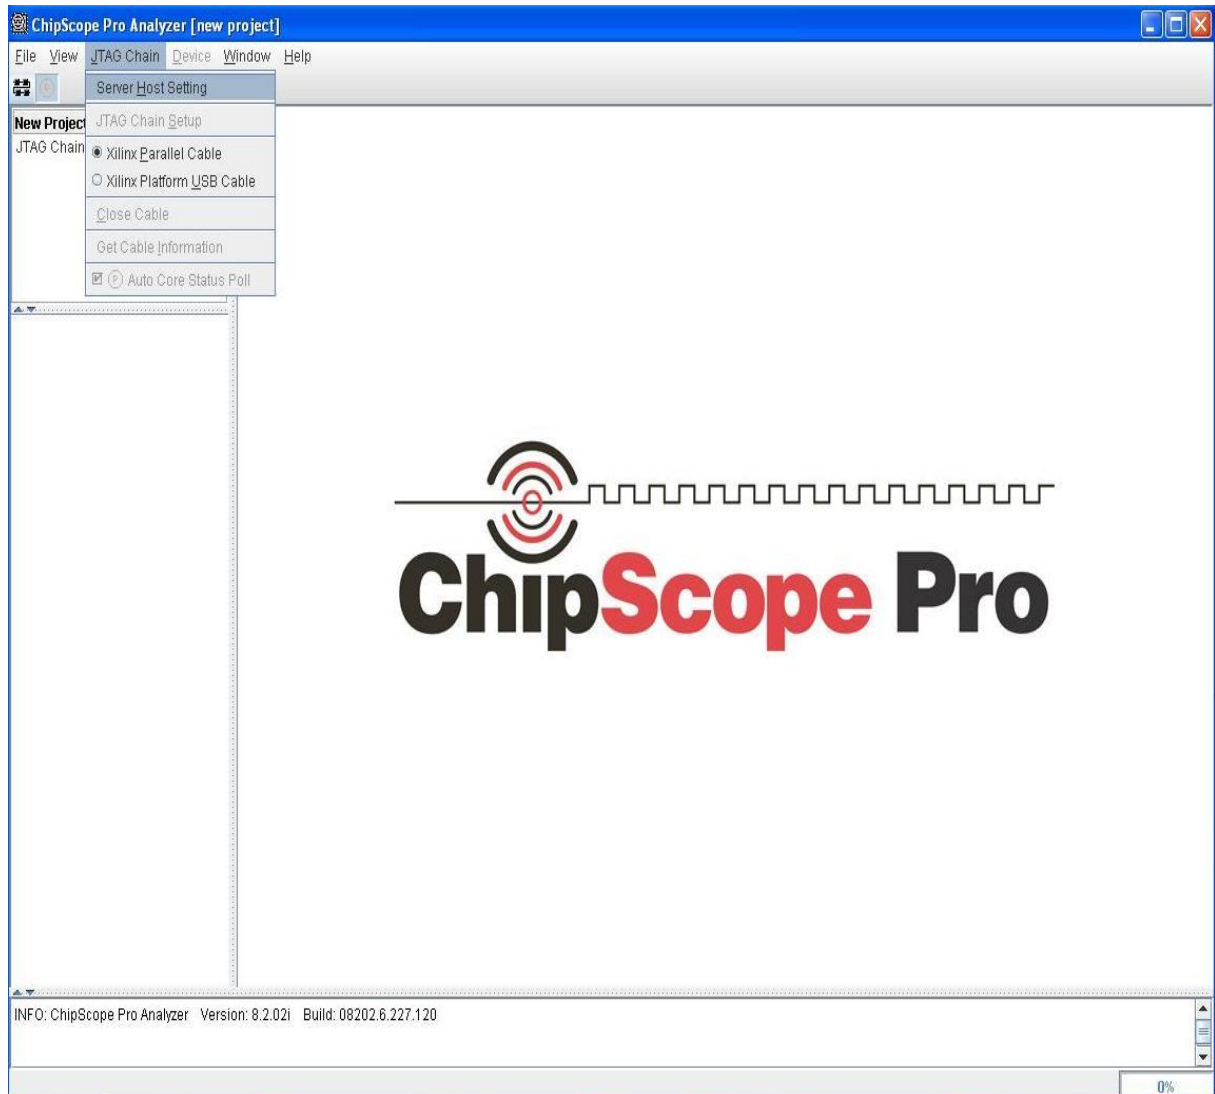 ChipScope Pro Analyzer [new project]
File View JTAG Chain Device Window Help
Server Host Setting
New Project
JTAG Chain Setup
JTAG Chain
Xilinx Parallel Cable
Xilinx Platform USB Cable
Close Cable
Get Cable Information
P Auto Core Status Poll
ChipScope Pro
INFO: ChipScope Pro Analyzer Version: 8.2.02i Build: 08202.6.227.120
0%